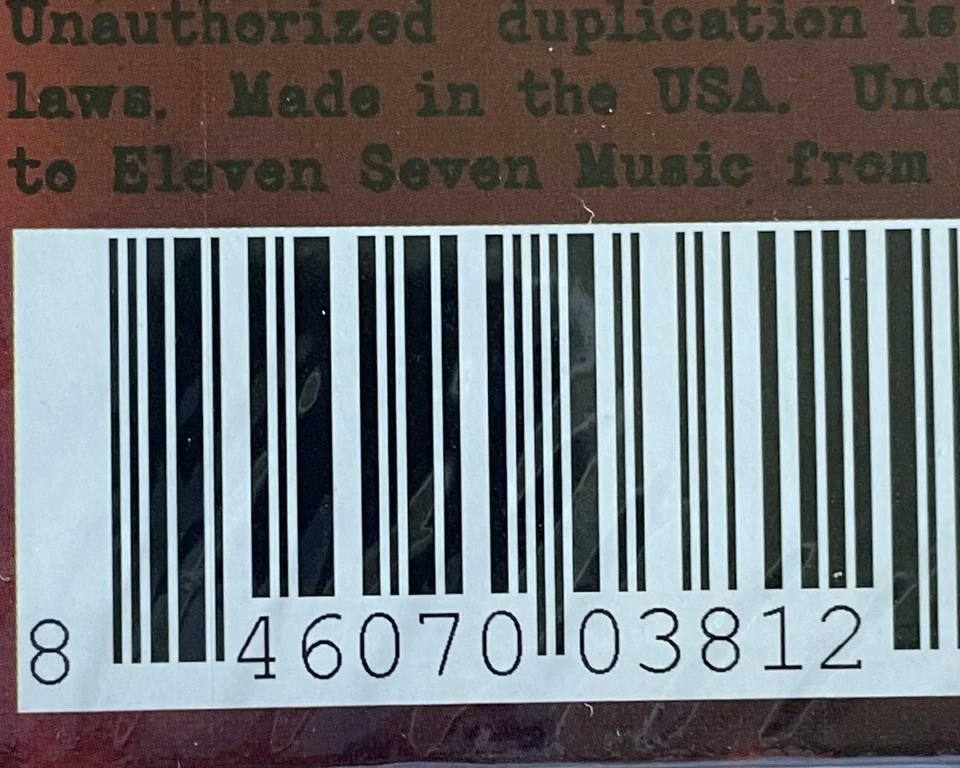 Unauthorized duplication is
laws. Made in the USA. Und
to Eleven Seven Music from
8 46070 03812